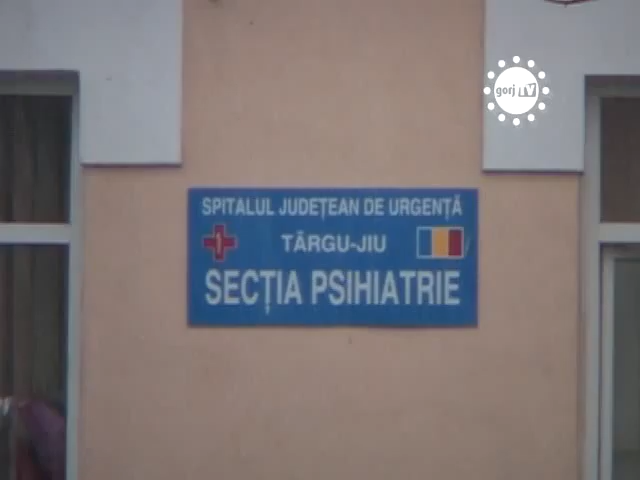 gorj TV
SPITALUL JUDEȚEAN DE URGENȚĂ
TÂRGU-JIU
SECȚIA PSIHIATRIE